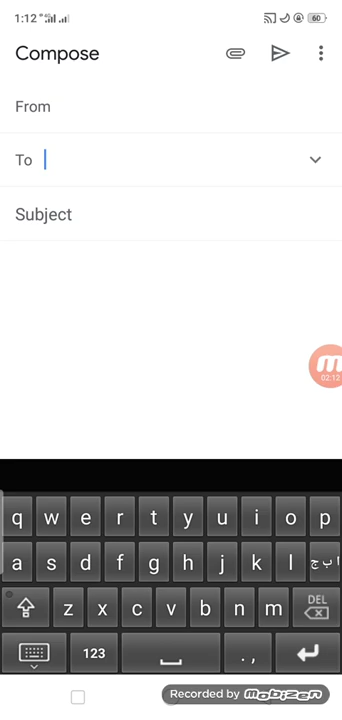 1:12
60
Compose
From
To
Subject
02:12
q w e r t y u i o p
a s d f g h j k l ا ب ج
z x c v b n m DEL
123 . ,
Recorded by mobizen